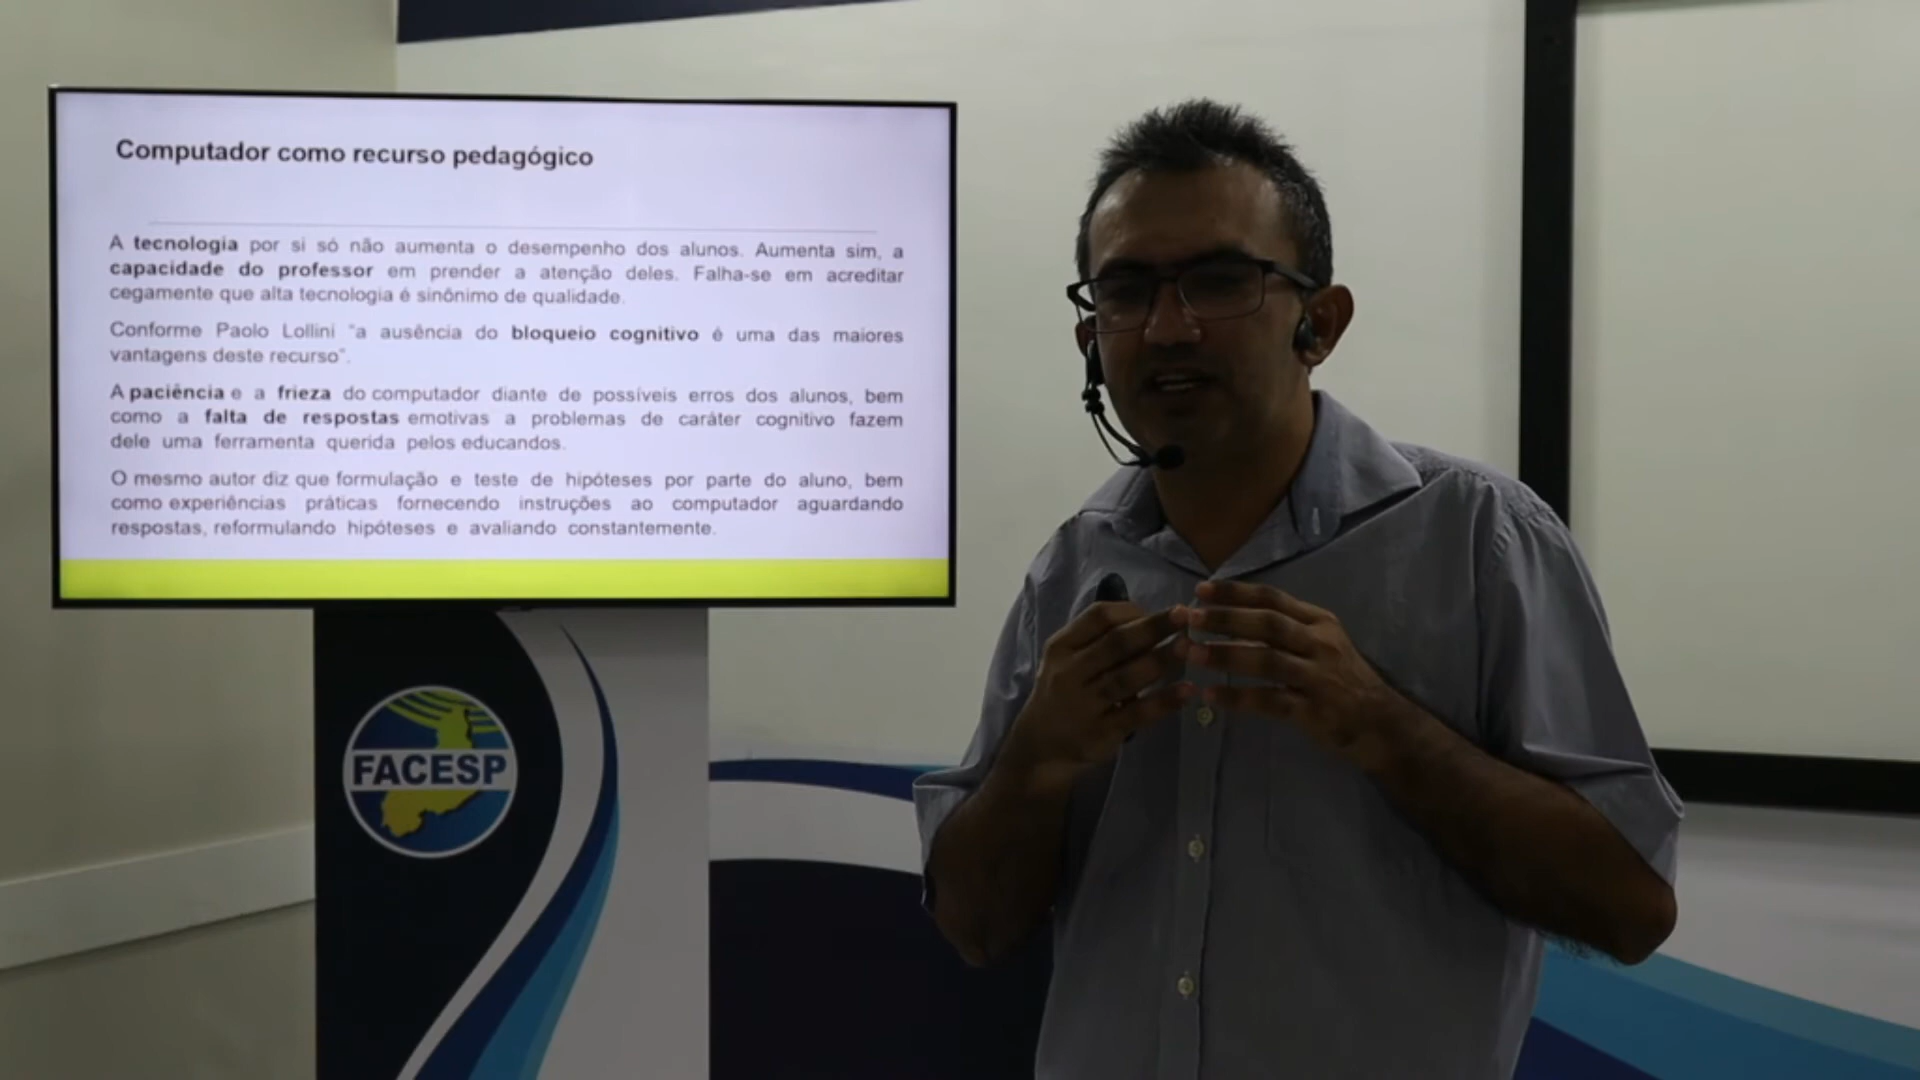 Computador como recurso pedagógico
A tecnologia por si só não aumenta o desempenho dos alunos. Aumenta sim, a
capacidade do professor em prender a atenção deles. Falha-se em acreditar
cegamente que alta tecnologia é sinônimo de qualidade.
Conforme Paolo Lollini "a ausência do bloqueio cognitivo é uma das maiores
vantagens deste recurso".
A paciência e a frieza do computador diante de possíveis erros dos alunos, bem
como a falta de respostas emotivas a problemas de caráter cognitivo fazem
dele uma ferramenta querida pelos educandos.
O mesmo autor diz que formulação e teste de hipóteses por parte do aluno, bem
como experiências práticas fornecendo instruções ao computador aguardando
respostas, reformulando hipóteses e avaliando constantemente.
FACESP